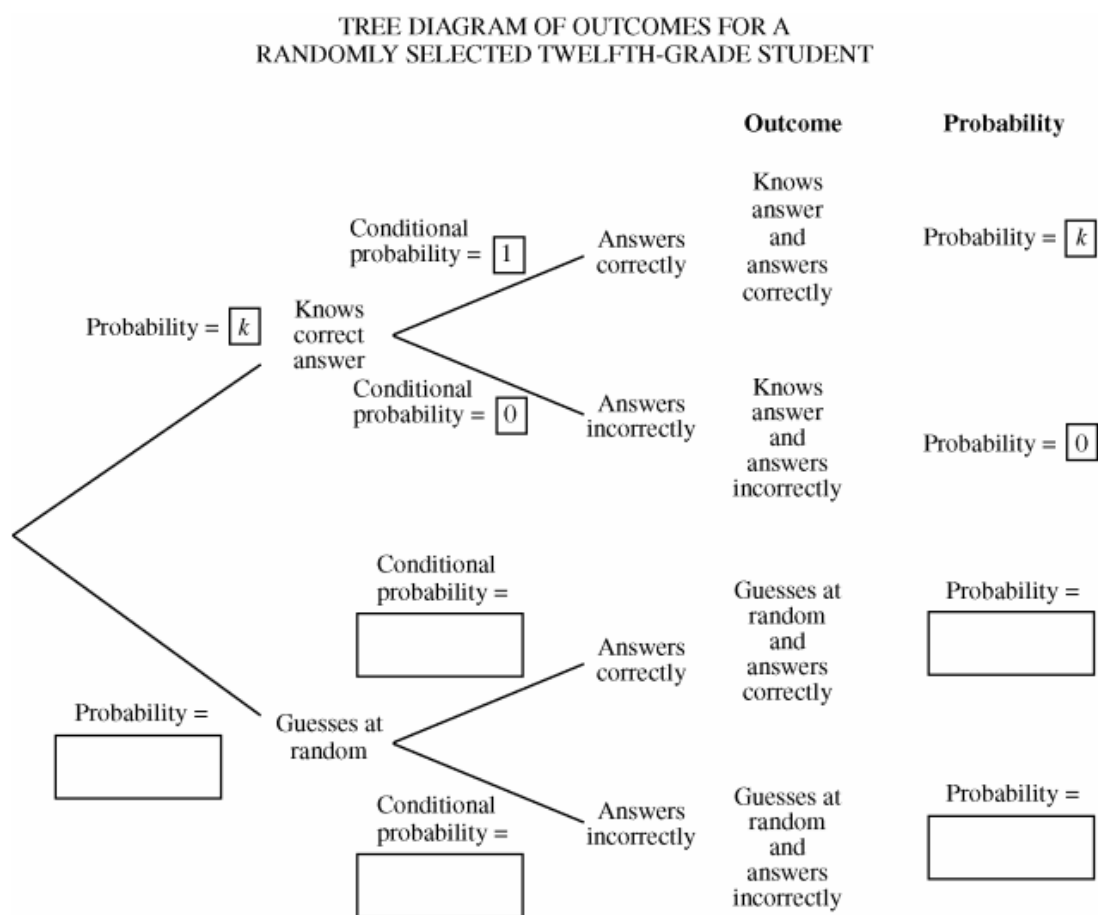 TREE DIAGRAM OF OUTCOMES FOR A
RANDOMLY SELECTED TWELFTH-GRADE STUDENT
Outcome
Probability
Probability = k
Knows
correct
answer
Conditional
probability = 1
Answers
correctly
Knows
answer
and
answers
correctly
Probability = k
Conditional
probability = 0
Answers
incorrectly
Knows
answer
and
answers
incorrectly
Probability = 0
Probability =
Guesses at
random
Conditional
probability =
Answers
correctly
Guesses at
random
and
answers
correctly
Probability =
Conditional
probability =
Answers
incorrectly
Guesses at
random
and
answers
incorrectly
Probability =